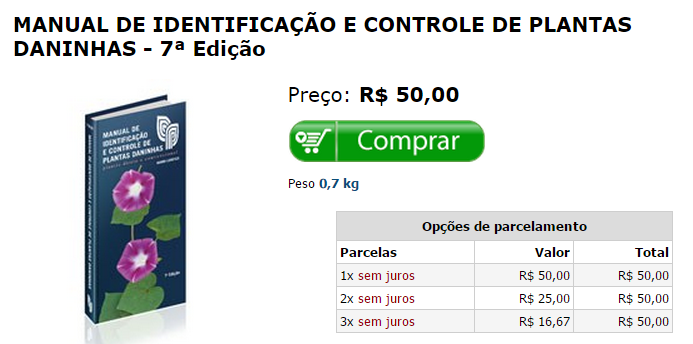 MANUAL DE IDENTIFICAÇÃO E CONTROLE DE PLANTAS
DANINHAS - 7ª Edição
Preço: R$ 50,00
Comprar
Peso 0,7 kg
MANUAL DE
IDENTIFICAÇÃO
E CONTROLE DE
PLANTAS DANINHAS
Opções de parcelamento
Parcelas Valor Total
1x sem juros R$ 50,00 R$ 50,00
2x sem juros R$ 25,00 R$ 50,00
3x sem juros R$ 16,67 R$ 50,00